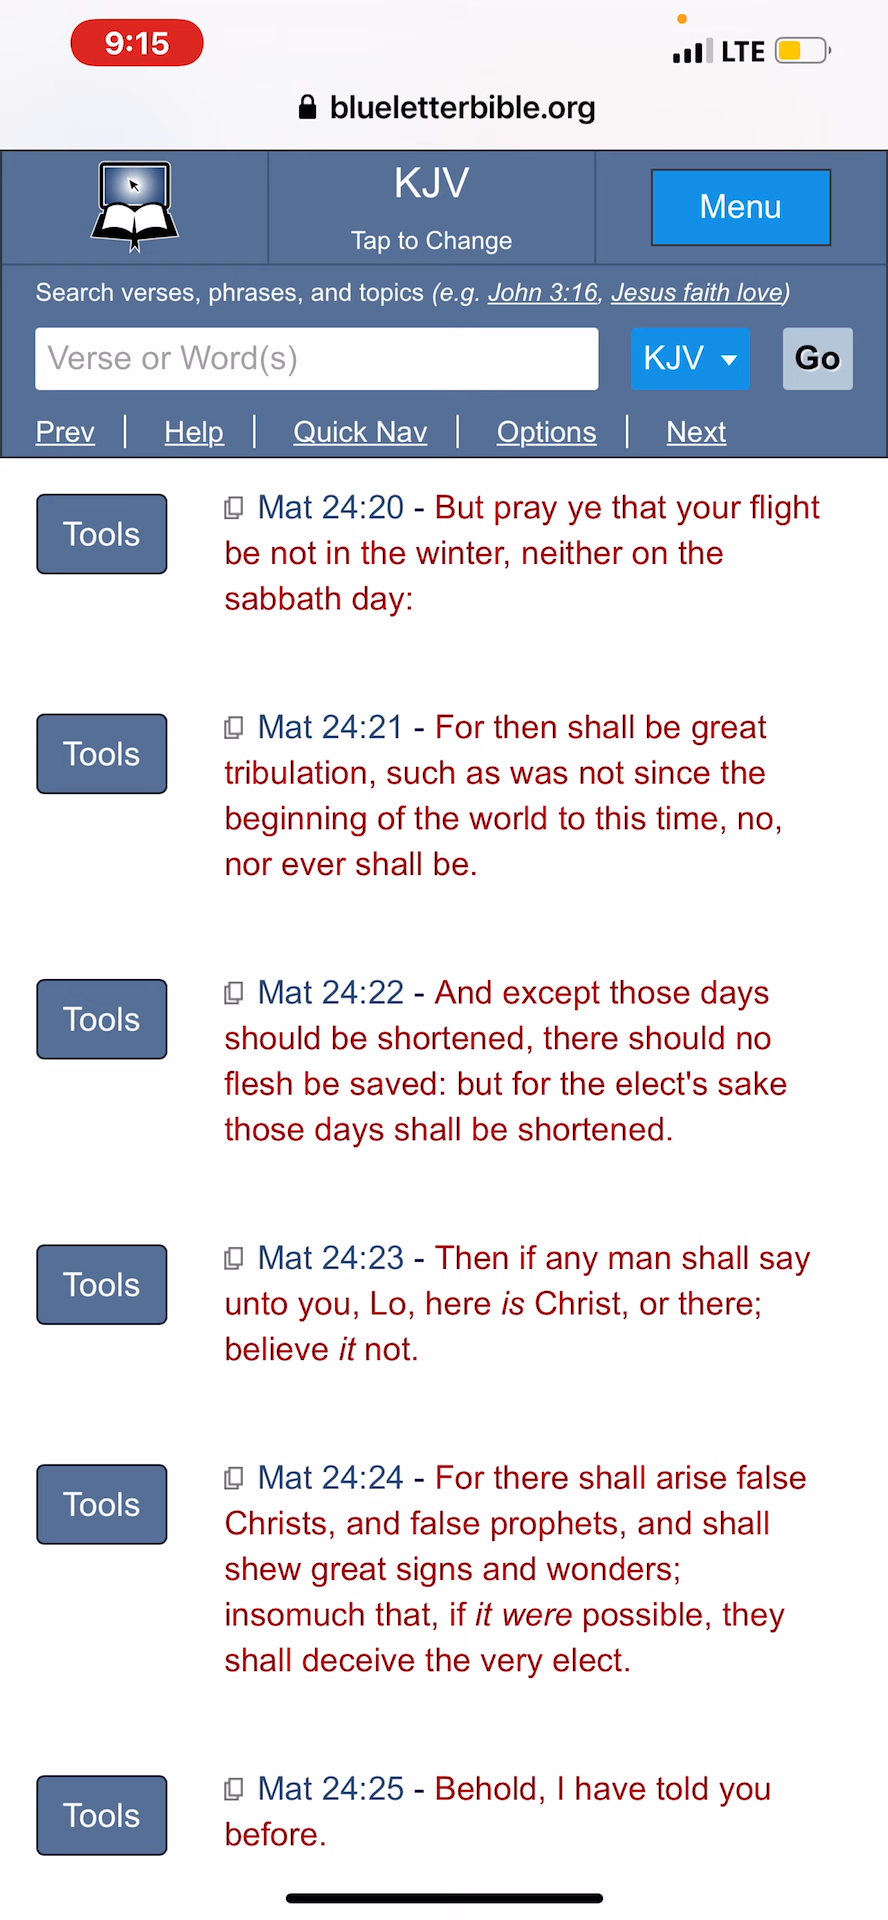 9:15
LTE
blueletterbible.org
KJV
Tap to Change
Menu
Search verses, phrases, and topics (e.g. John 3:16, Jesus faith love)
Verse or Word(s)
KJV
Go
Prev | Help | Quick Nav | Options | Next
Tools
Mat 24:20 - But pray ye that your flight
be not in the winter, neither on the
sabbath day:
Tools
Mat 24:21 - For then shall be great
tribulation, such as was not since the
beginning of the world to this time, no,
nor ever shall be.
Tools
Mat 24:22 - And except those days
should be shortened, there should no
flesh be saved: but for the elect's sake
those days shall be shortened.
Tools
Mat 24:23 - Then if any man shall say
unto you, Lo, here is Christ, or there;
believe it not.
Tools
Mat 24:24 - For there shall arise false
Christs, and false prophets, and shall
shew great signs and wonders;
insomuch that, if it were possible, they
shall deceive the very elect.
Tools
Mat 24:25 - Behold, I have told you
before.